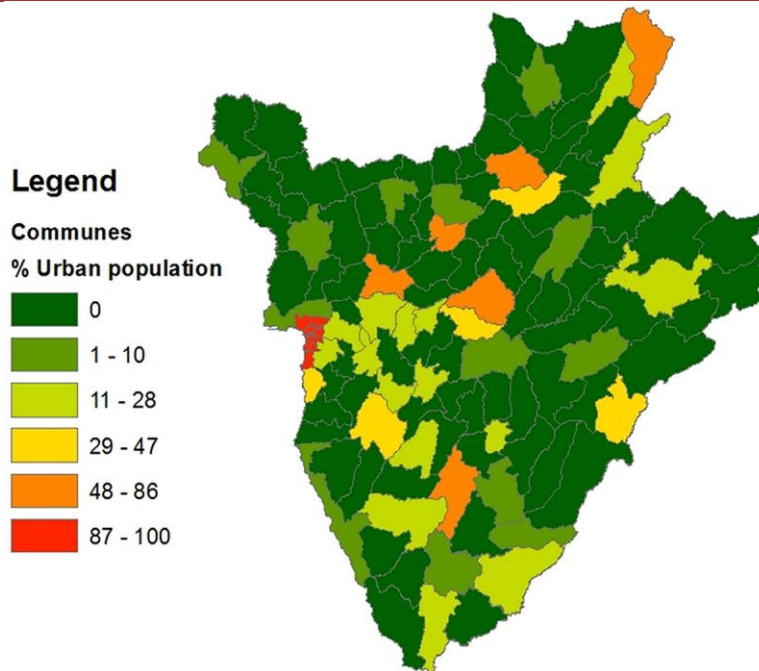 Legend
Communes
% Urban population
0
1 - 10
11 - 28
29 - 47
48 - 86
87 - 100